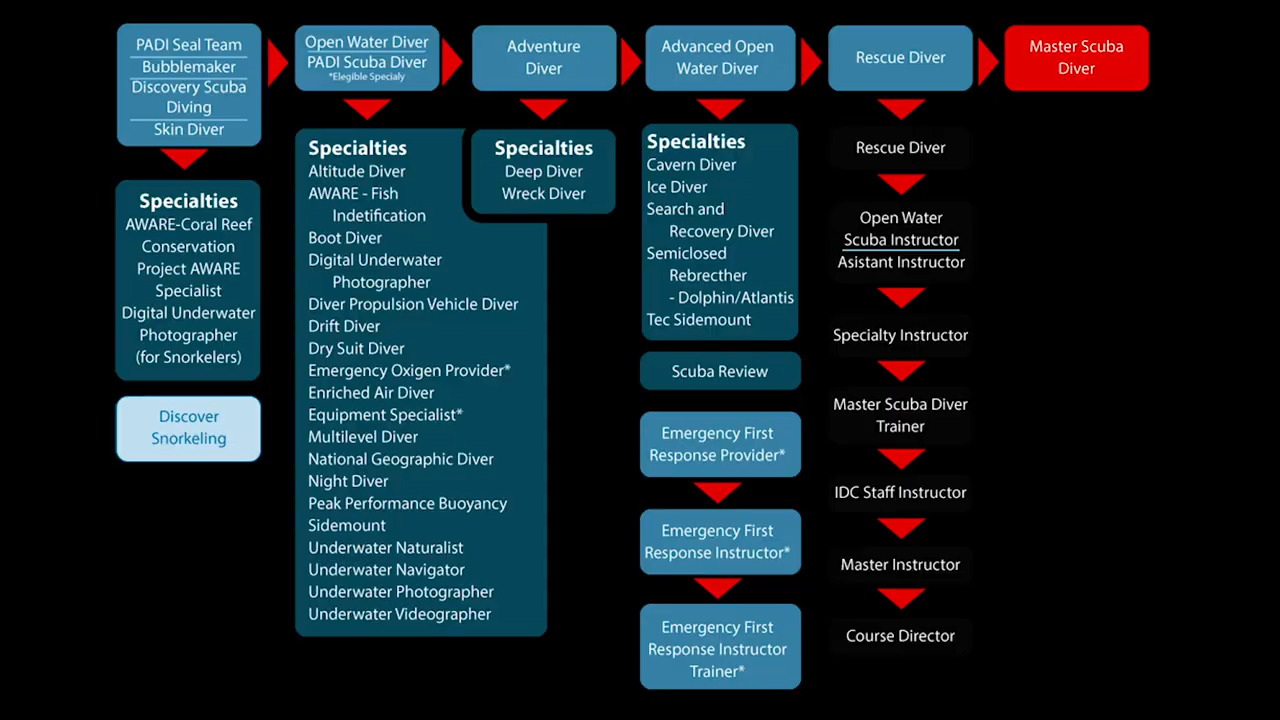 PADI Seal Team
Bubblemaker
Discovery Scuba
Diving
Skin Diver
Specialties
AWARE-Coral Reef
Conservation
Project AWARE
Specialist
Digital Underwater
Photographer
(for Snorkelers)
Discover
Snorkeling
Open Water Diver
PADI Scuba Diver
*Elegible Specialy
Specialties
Altitude Diver
AWARE - Fish
Indetification
Boot Diver
Digital Underwater
Photographer
Diver Propulsion Vehicle Diver
Drift Diver
Dry Suit Diver
Emergency Oxigen Provider*
Enriched Air Diver
Equipment Specialist*
Multilevel Diver
National Geographic Diver
Night Diver
Peak Performance Buoyancy
Sidemount
Underwater Naturalist
Underwater Navigator
Underwater Photographer
Underwater Videographer
Adventure
Diver
Specialties
Deep Diver
Wreck Diver
Advanced Open
Water Diver
Specialties
Cavern Diver
Ice Diver
Search and
Recovery Diver
Semiclosed
Rebrecther
- Dolphin/Atlantis
Tec Sidemount
Scuba Review
Emergency First
Response Provider*
Emergency First
Response Instructor*
Emergency First
Response Instructor
Trainer*
Rescue Diver
Rescue Diver
Open Water
Scuba Instructor
Asistant Instructor
Specialty Instructor
Master Scuba Diver
Trainer
IDC Staff Instructor
Master Instructor
Course Director
Master Scuba
Diver